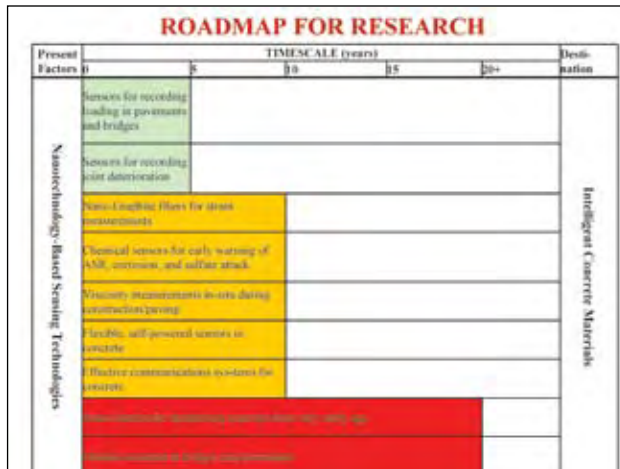 ROADMAP FOR RESEARCH
Present
Factors
TIMESCALE (years)
0 5 10 15 20+
Desti-
nation
Nanotechnology-Based Sensing Technologies
Sensors for recording
loading in pavements
and bridges
Sensors for recording
joint deterioration
Nano-Graphite fibers for strain
measurements
Chemical sensors for early warning of
ASR, corrosion, and sulfate attack
Viscosity measurements in-situ during
construction/paving
Flexible, self-powered sensors in
concrete
Effective communications systems for
concrete
Intelligent Concrete Materials